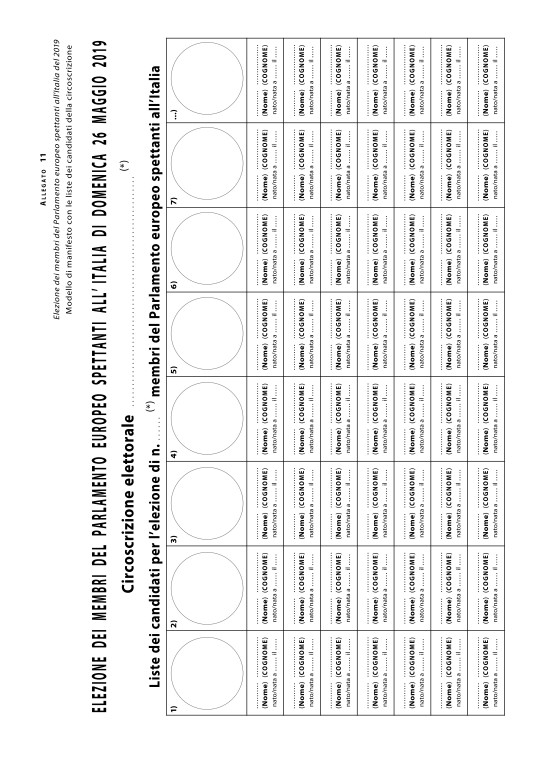 ALLEGATO 11
Elezione dei membri del Parlamento europeo spettanti all'Italia del 2019
Modello di manifesto con le liste dei candidati della circoscrizione
ELEZIONE DEI MEMBRI DEL PARLAMENTO EUROPEO SPETTANTI ALL' ITALIA DI DOMENICA 26 MAGGIO 2019
Circoscrizione elettorale ........................................ (*)
Liste dei candidati per l'elezione di n. ....... (*) membri del Parlamento europeo spettanti all'Italia
1) 2) 3) 4) 5) 6) 7) ...)
(Nome) (COGNOME) (Nome) (COGNOME) (Nome) (COGNOME) (Nome) (COGNOME) (Nome) (COGNOME) (Nome) (COGNOME) (Nome) (COGNOME) (Nome) (COGNOME)
nato/nata a ...... il ...... nato/nata a ...... il ...... nato/nata a ...... il ...... nato/nata a ...... il ...... nato/nata a ...... il ...... nato/nata a ...... il ...... nato/nata a ...... il ...... nato/nata a ...... il ......
(Nome) (COGNOME) (Nome) (COGNOME) (Nome) (COGNOME) (Nome) (COGNOME) (Nome) (COGNOME) (Nome) (COGNOME) (Nome) (COGNOME) (Nome) (COGNOME)
nato/nata a ...... il ...... nato/nata a ...... il ...... nato/nata a ...... il ...... nato/nata a ...... il ...... nato/nata a ...... il ...... nato/nata a ...... il ...... nato/nata a ...... il ...... nato/nata a ...... il ......
(Nome) (COGNOME) (Nome) (COGNOME) (Nome) (COGNOME) (Nome) (COGNOME) (Nome) (COGNOME) (Nome) (COGNOME) (Nome) (COGNOME) (Nome) (COGNOME)
nato/nata a ...... il ...... nato/nata a ...... il ...... nato/nata a ...... il ...... nato/nata a ...... il ...... nato/nata a ...... il ...... nato/nata a ...... il ...... nato/nata a ...... il ...... nato/nata a ...... il ......
(Nome) (COGNOME) (Nome) (COGNOME) (Nome) (COGNOME) (Nome) (COGNOME) (Nome) (COGNOME) (Nome) (COGNOME) (Nome) (COGNOME) (Nome) (COGNOME)
nato/nata a ...... il ...... nato/nata a ...... il ...... nato/nata a ...... il ...... nato/nata a ...... il ...... nato/nata a ...... il ...... nato/nata a ...... il ...... nato/nata a ...... il ...... nato/nata a ...... il ......
(Nome) (COGNOME) (Nome) (COGNOME) (Nome) (COGNOME) (Nome) (COGNOME) (Nome) (COGNOME) (Nome) (COGNOME) (Nome) (COGNOME) (Nome) (COGNOME)
nato/nata a ...... il ...... nato/nata a ...... il ...... nato/nata a ...... il ...... nato/nata a ...... il ...... nato/nata a ...... il ...... nato/nata a ...... il ...... nato/nata a ...... il ...... nato/nata a ...... il ......
(Nome) (COGNOME) (Nome) (COGNOME) (Nome) (COGNOME) (Nome) (COGNOME) (Nome) (COGNOME) (Nome) (COGNOME) (Nome) (COGNOME) (Nome) (COGNOME)
nato/nata a ...... il ...... nato/nata a ...... il ...... nato/nata a ...... il ...... nato/nata a ...... il ...... nato/nata a ...... il ...... nato/nata a ...... il ...... nato/nata a ...... il ...... nato/nata a ...... il ......
(Nome) (COGNOME) (Nome) (COGNOME) (Nome) (COGNOME) (Nome) (COGNOME) (Nome) (COGNOME) (Nome) (COGNOME) (Nome) (COGNOME) (Nome) (COGNOME)
nato/nata a ...... il ...... nato/nata a ...... il ...... nato/nata a ...... il ...... nato/nata a ...... il ...... nato/nata a ...... il ...... nato/nata a ...... il ...... nato/nata a ...... il ...... nato/nata a ...... il ......